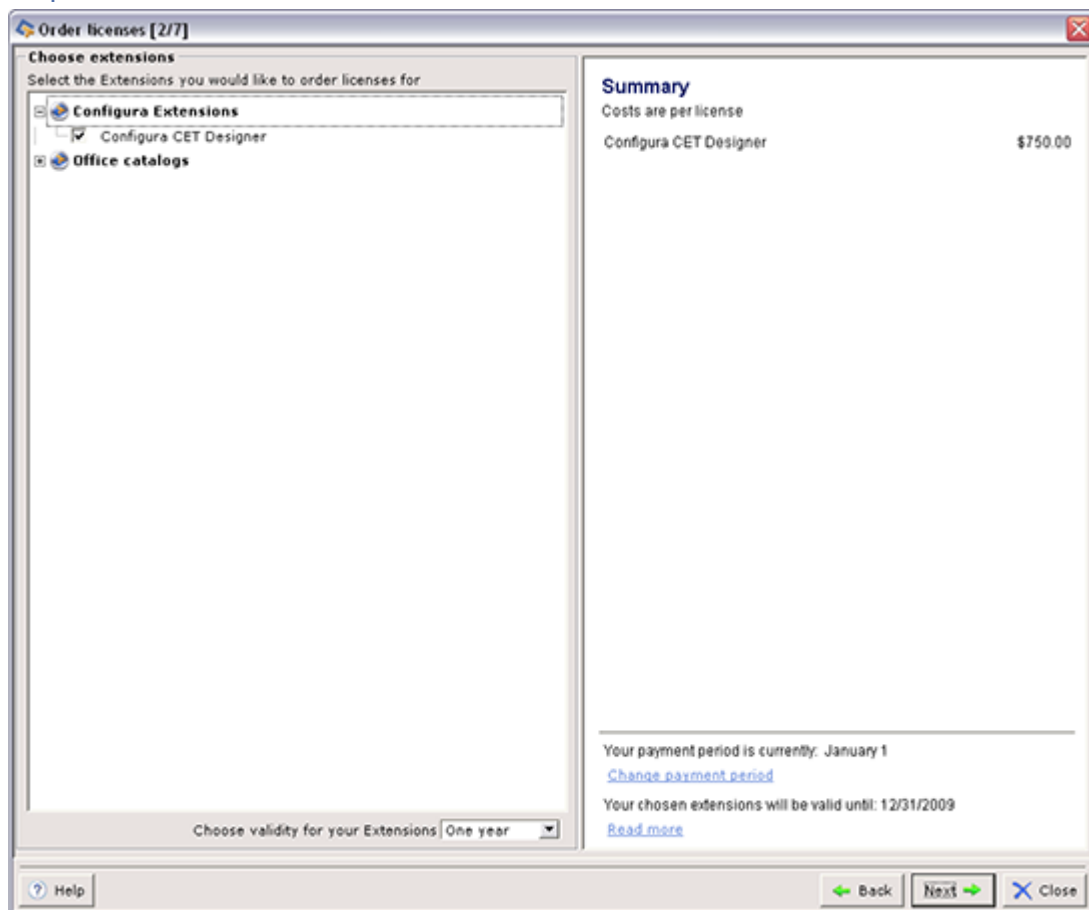 Order licenses [2/7]
Choose extensions
Select the Extensions you would like to order licenses for
Configura Extensions
Configura CET Designer
Office catalogs
Choose validity for your Extensions One year
Summary
Costs are per license
Configura CET Designer $750.00
Your payment period is currently: January 1
Change payment period
Your chosen extensions will be valid until: 12/31/2009
Read more
Help
Back
Next
Close